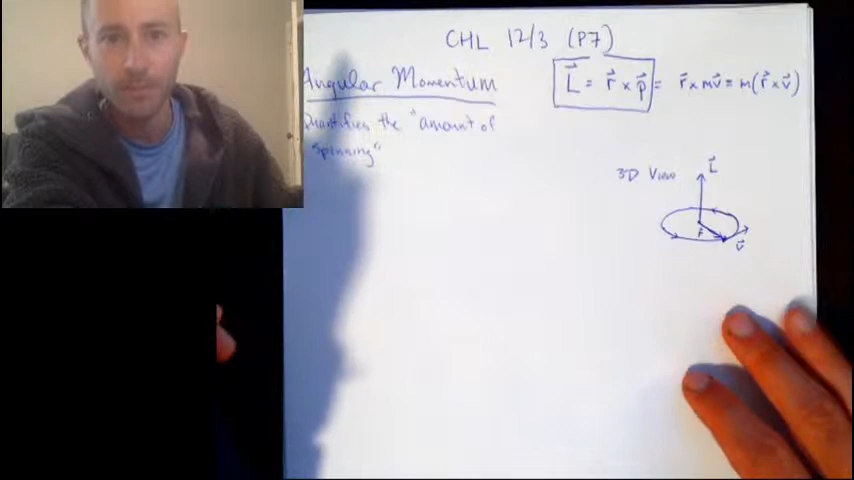 CHL 12/3 (P7)
Angular Momentum
L⃗ = r⃗ x p⃗ = r⃗ x mv⃗ = m(r⃗ x v⃗)
Quantifies the "amount of
spinning"
3D View
L⃗
r⃗
v⃗